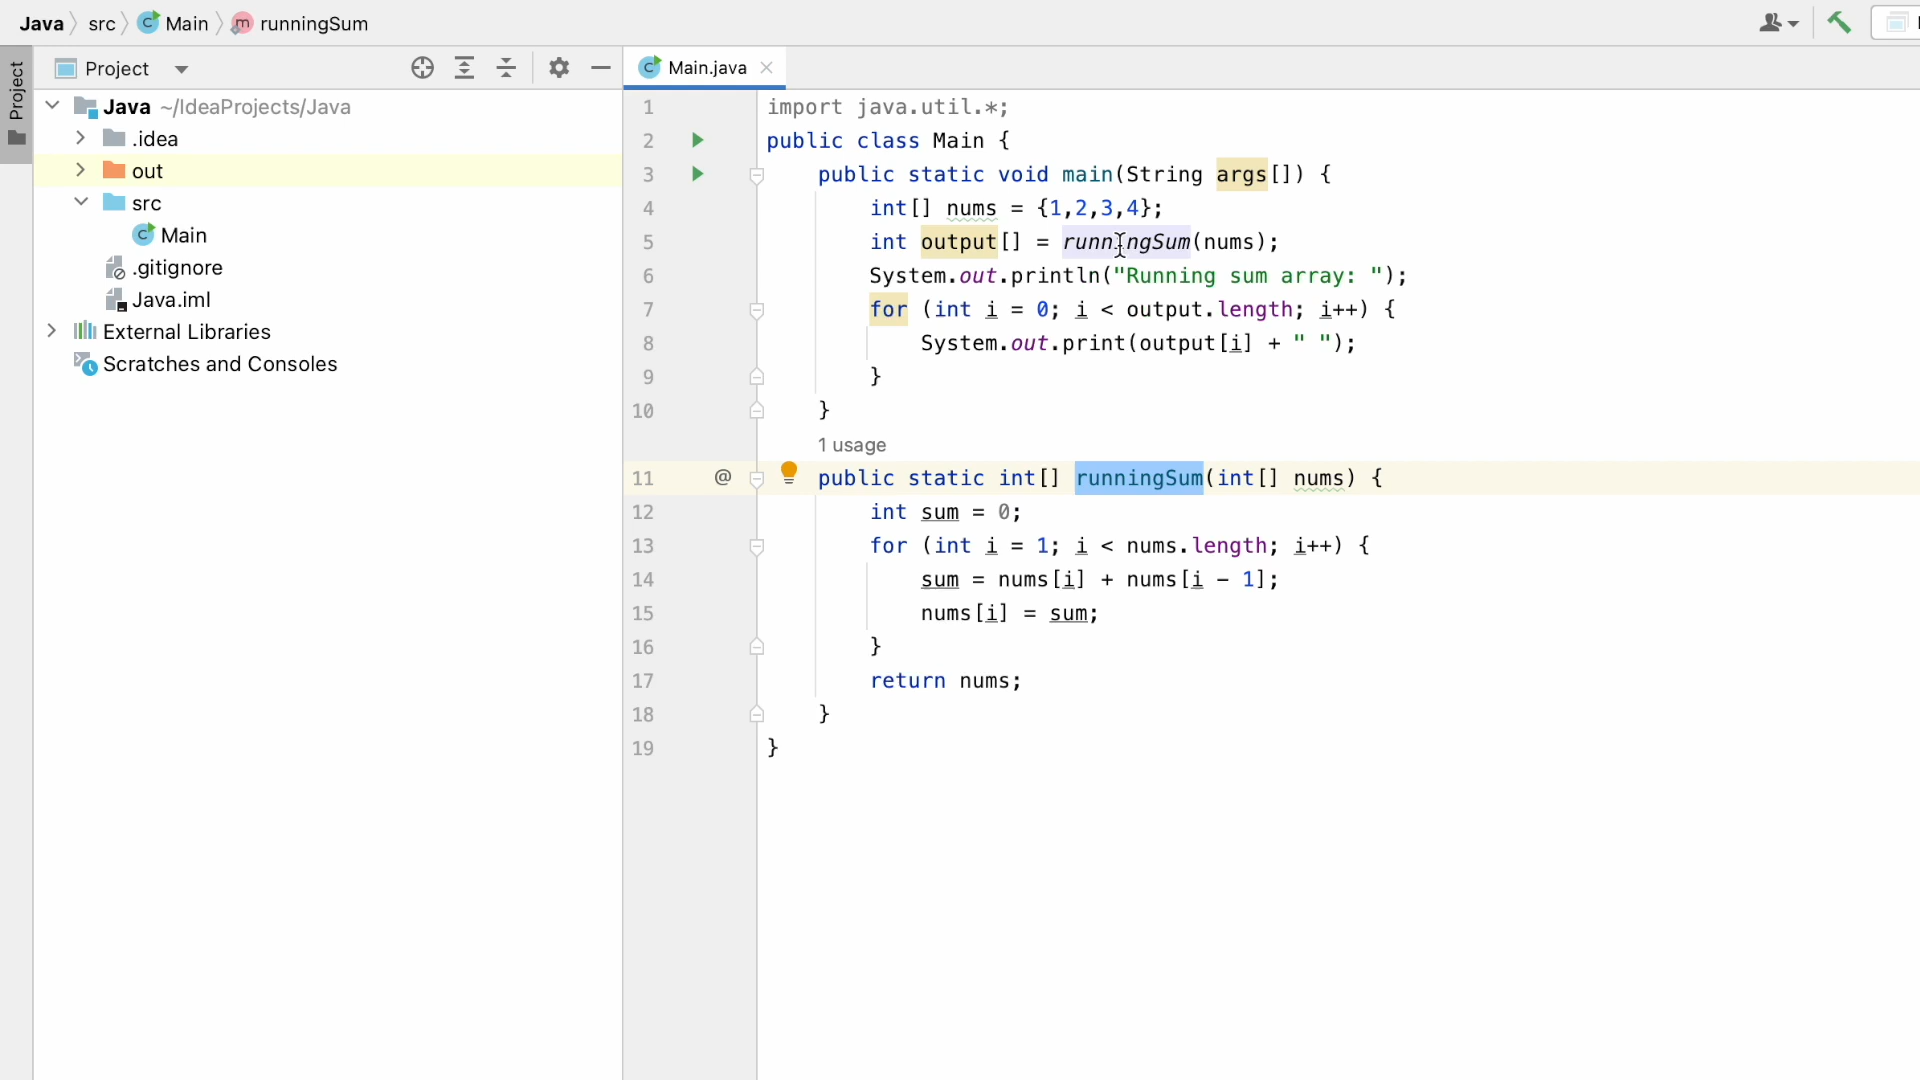 Java src Main runningSum
Project
Project
Main.java
Java ~/IdeaProjects/Java
.idea
out
src
Main
.gitignore
Java.iml
External Libraries
Scratches and Consoles
1 import java.util.*;
2 public class Main {
3 public static void main(String args[]) {
4 int[] nums = {1,2,3,4};
5 int output[] = runningSum(nums);
6 System.out.println("Running sum array: ");
7 for (int i = 0; i < output.length; i++) {
8 System.out.print(output[i] + " ");
9 }
10 }
1 usage
11 @ public static int[] runningSum(int[] nums) {
12 int sum = 0;
13 for (int i = 1; i < nums.length; i++) {
14 sum = nums[i] + nums[i - 1];
15 nums[i] = sum;
16 }
17 return nums;
18 }
19 }